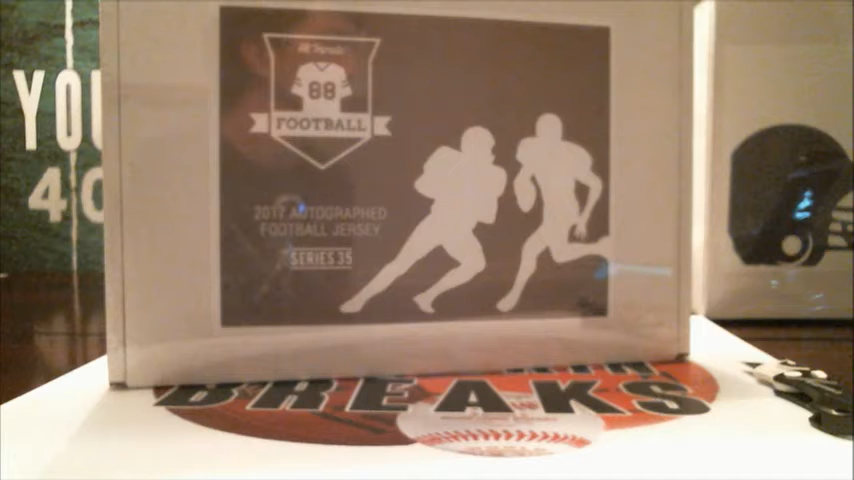 YOU
40
88
FOOTBALL
2017 AUTOGRAPHED
FOOTBALL JERSEY
SERIES 35
BREAKS